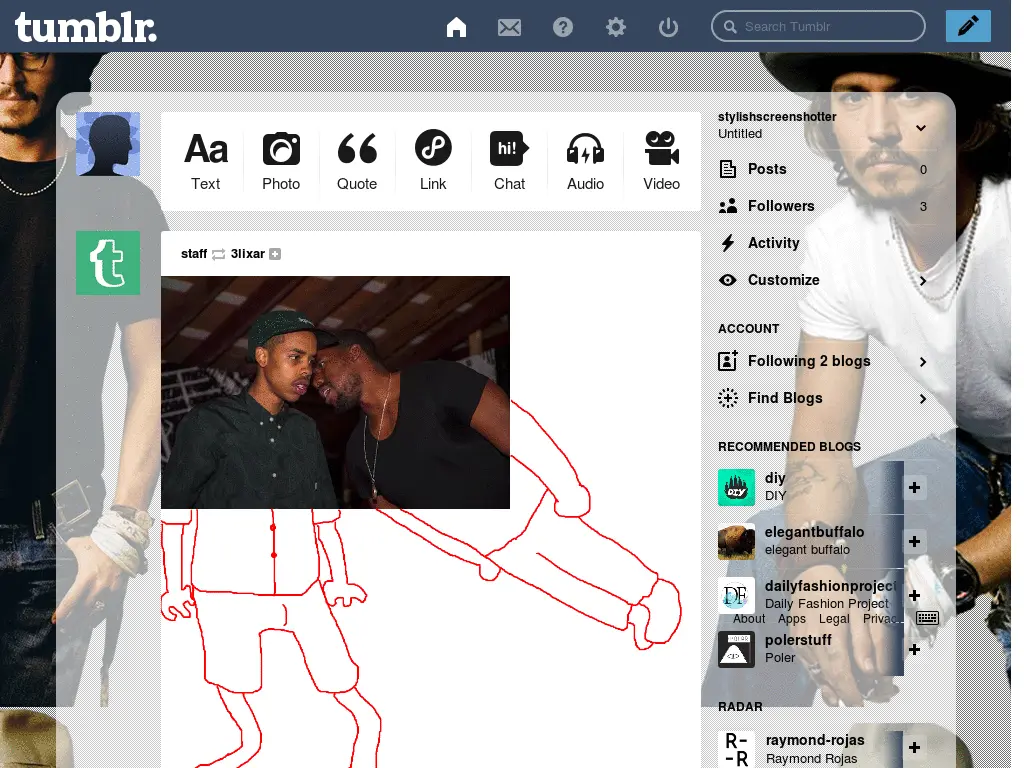 tumblr.
Search Tumblr
Aa
Text
Photo
Quote
Link
hi!
Chat
Audio
Video
staff 3lixar
stylishscreenshotter
Untitled
Posts 0
Followers 3
Activity
Customize
ACCOUNT
Following 2 blogs
Find Blogs
RECOMMENDED BLOGS
DIY
diy
DIY
elegantbuffalo
elegant buffalo
DF
dailyfashionproject
Daily Fashion Project
About Apps Legal
polerstuff
Poler
RADAR
R-
-R
raymond-rojas
Raymond Rojas